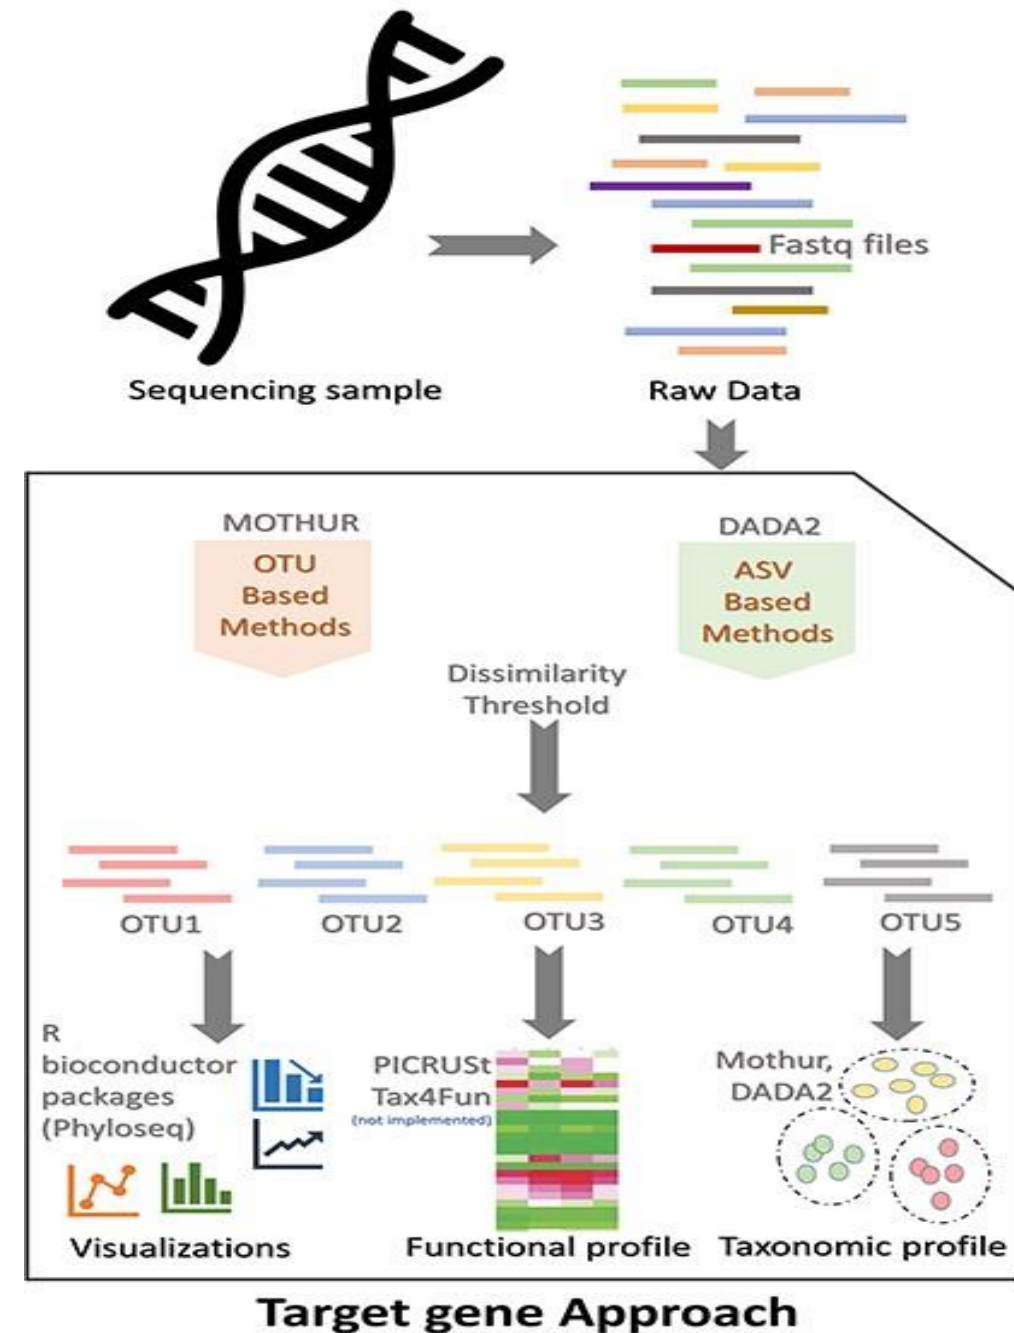 Fastq files
Sequencing sample
Raw Data
MOTHUR
OTU
Based
Methods
DADA2
ASV
Based
Methods
Dissimilarity
Threshold
OTU1
OTU2
OTU3
OTU4
OTU5
R
bioconductor
packages
(Phyloseq)
Visualizations
PICRUSt
Tax4Fun
(not implemented)
Functional profile
Mothur,
DADA2
Taxonomic profile
Target gene Approach